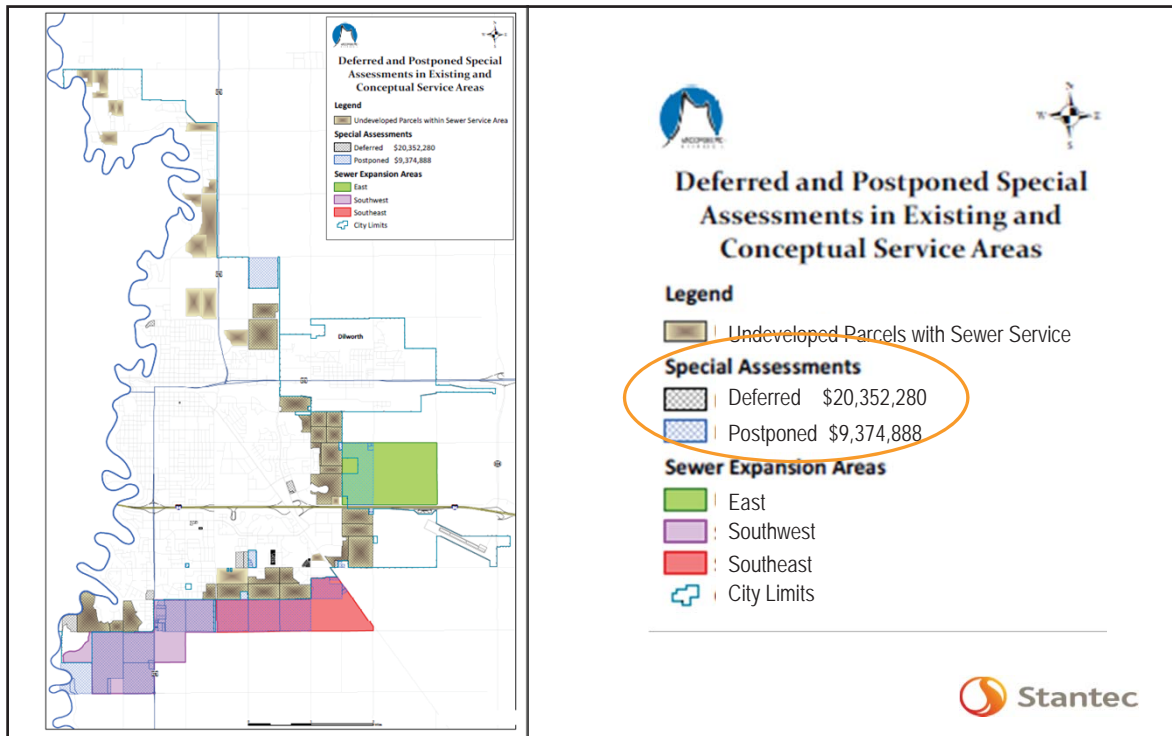 Deferred and Postponed Special
Assessments in Existing and
Conceptual Service Areas
Legend
Undeveloped Parcels within Sewer Service Area
Special Assessments
Deferred $20,352,280
Postponed $9,374,888
Sewer Expansion Areas
East
Southwest
Southeast
City Limits
Dilworth
N
W E
S
Deferred and Postponed Special
Assessments in Existing and
Conceptual Service Areas
Legend
Undeveloped Parcels with Sewer Service
Special Assessments
Deferred $20,352,280
Postponed $9,374,888
Sewer Expansion Areas
East
Southwest
Southeast
City Limits
Stantec